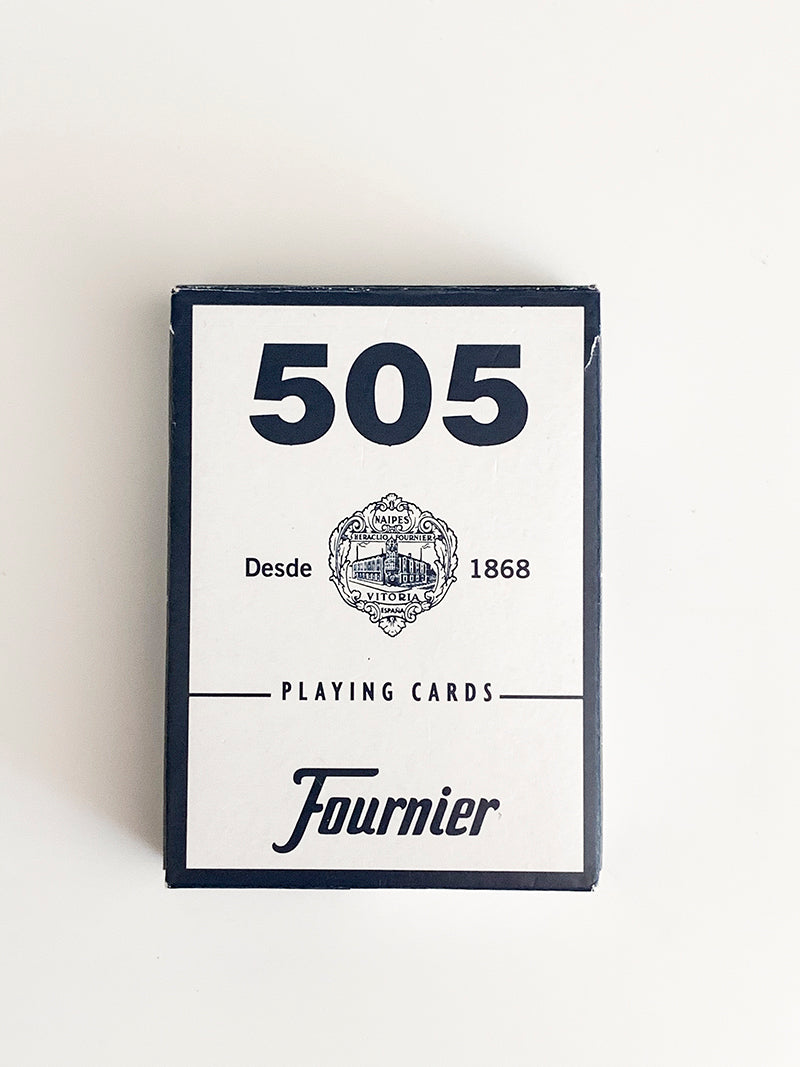 505
NAIPES
HERACLIO FOURNIER
Desde
1868
VITORIA
ESPAÑA
PLAYING CARDS
Fournier